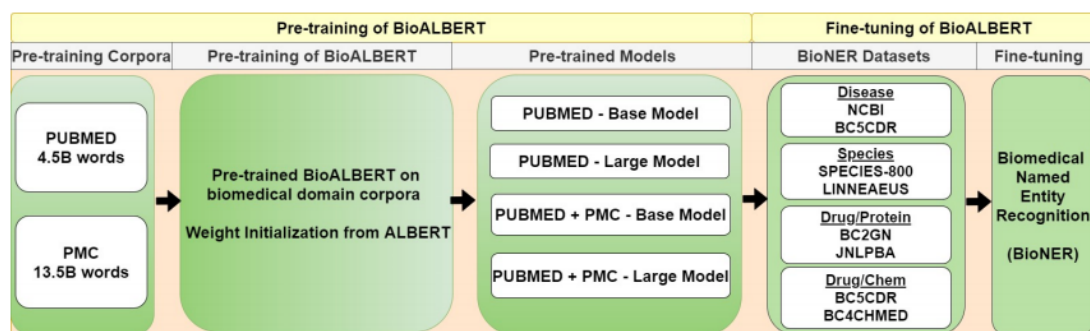 Pre-training of BioALBERT
Fine-tuning of BioALBERT
Pre-training Corpora
Pre-training of BioALBERT
Pre-trained Models
BioNER Datasets
Fine-tuning
PUBMED
4.5B words
PMC
13.5B words
Pre-trained BioALBERT on
biomedical domain corpora
Weight Initialization from ALBERT
PUBMED - Base Model
PUBMED - Large Model
PUBMED + PMC - Base Model
PUBMED + PMC - Large Model
Disease
NCBI
BC5CDR
Species
SPECIES-800
LINNEAEUS
Drug/Protein
BC2GN
JNLPBA
Drug/Chem
BC5CDR
BC4CHMED
Biomedical
Named
Entity
Recognition
(BioNER)